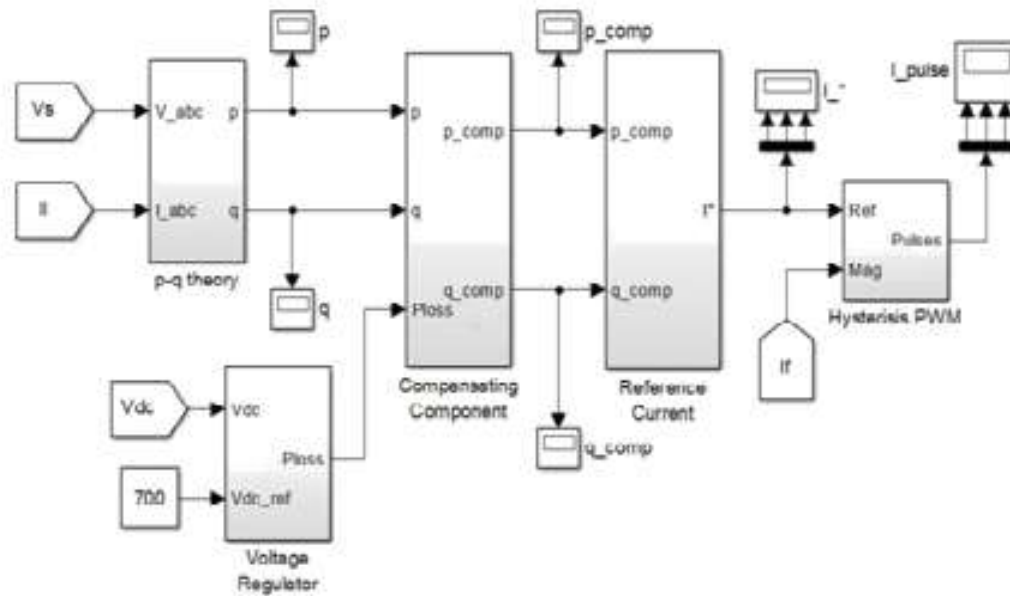 p
p_comp
I_pulse
I_*
Vs
V_abc
p
p
p_comp
p_comp
Il
I_abc
q
q
I*
Ref
Pulses
p-q theory
q
Ploss
q_comp
q_comp
Mag
Hysterisis PWM
Vdc
Vdc
Compensating
Component
Reference
Current
If
Ploss
q_comp
700
Vdc_ref
Voltage
Regulator